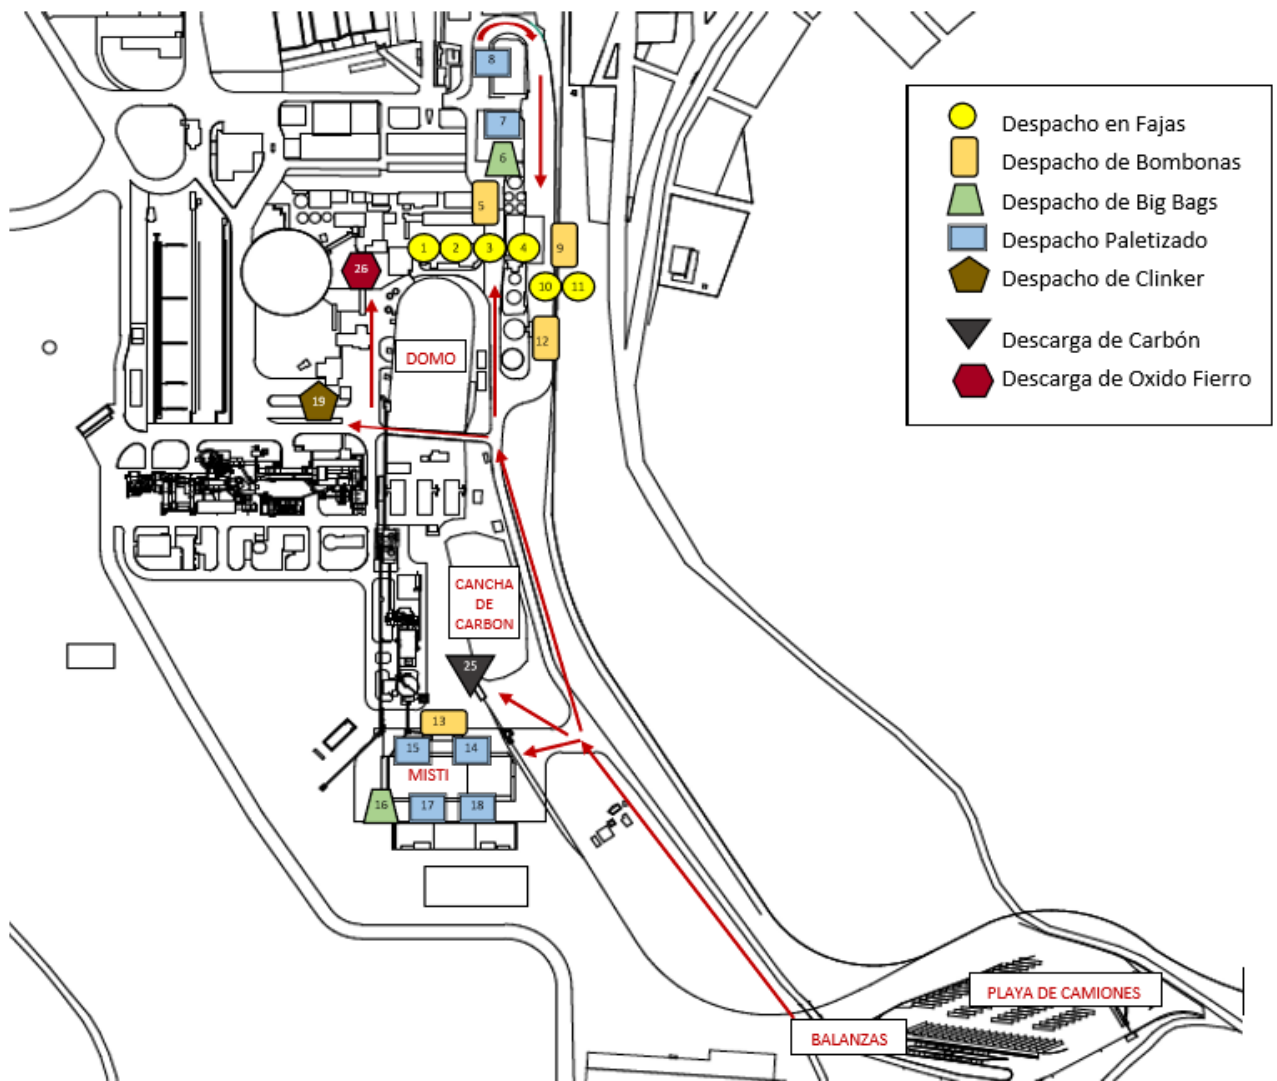 8
7
6
5
1
2
3
4
9
26
10
11
12
DOMO
19
CANCHA
DE
CARBON
25
13
15
14
MISTI
16
17
18
PLAYA DE CAMIONES
BALANZAS
Despacho en Fajas
Despacho de Bombonas
Despacho de Big Bags
Despacho Paletizado
Despacho de Clinker
Descarga de Carbón
Descarga de Oxido Fierro